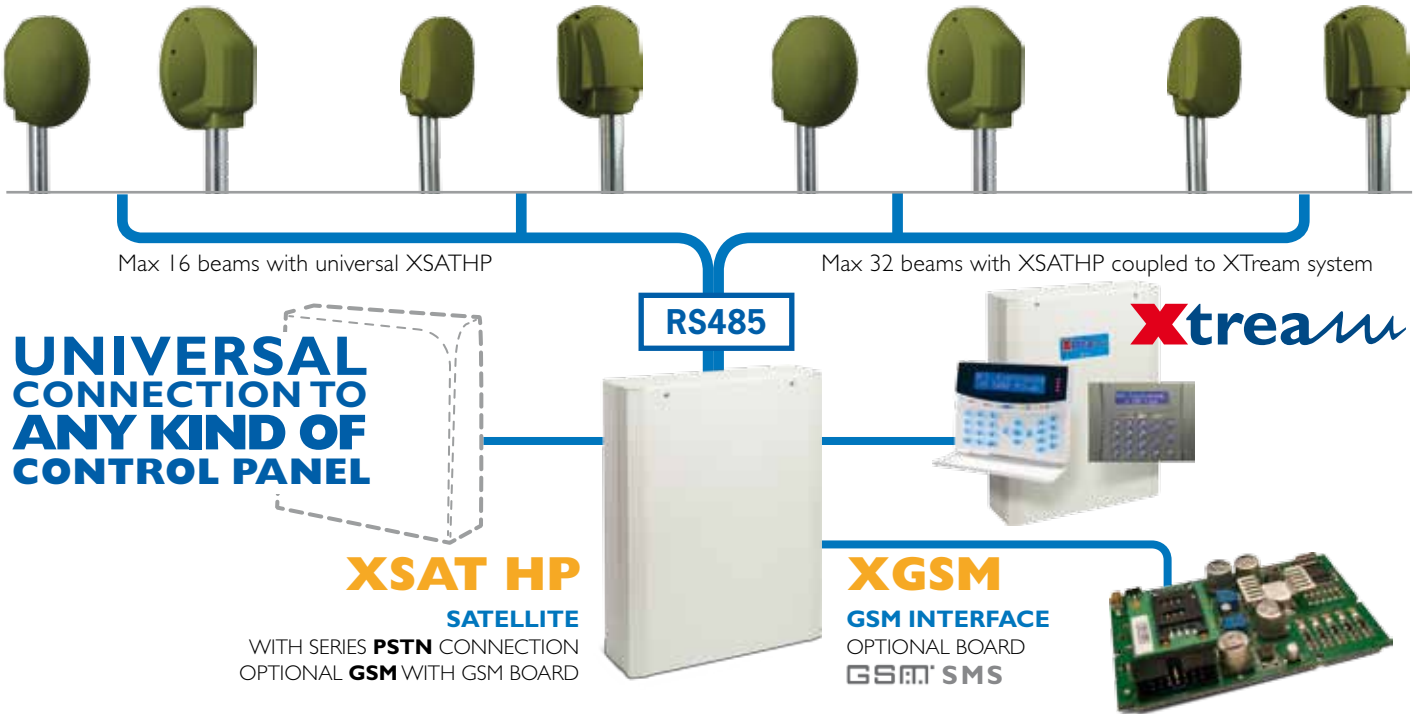 Max 16 beams with universal XSATHP
Max 32 beams with XSATHP coupled to XTream system
RS485
Xtream
UNIVERSAL
CONNECTION TO
ANY KIND OF
CONTROL PANEL
XSAT HP
SATELLITE
WITH SERIES PSTN CONNECTION
OPTIONAL GSM WITH GSM BOARD
XGSM
GSM INTERFACE
OPTIONAL BOARD
GSM SMS